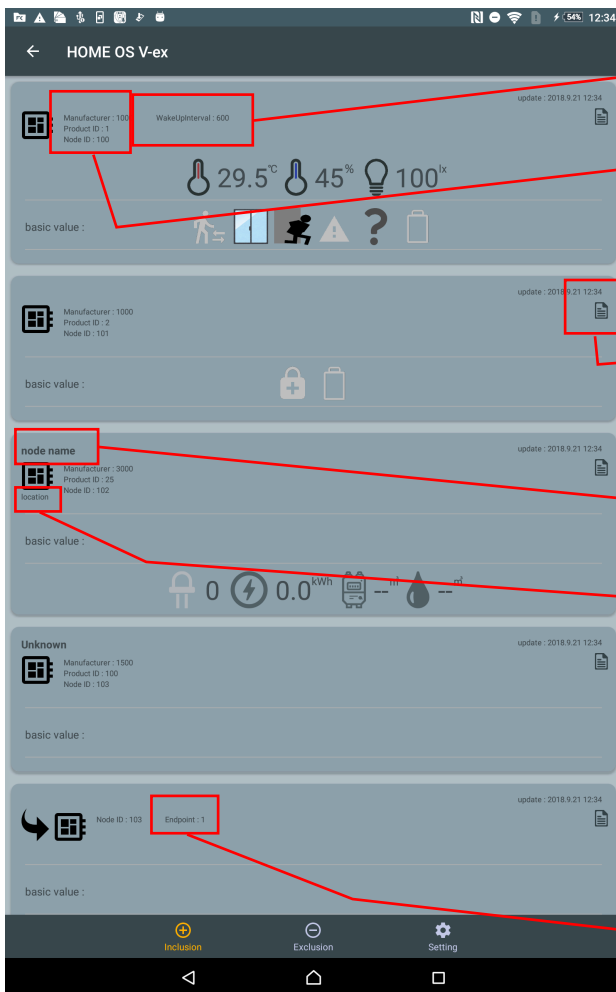 54% 12:34
HOME OS V-ex
update : 2018.9.21 12:34
Manufacturer : 100
WakeUpInterval : 600
Product ID : 1
Node ID : 100
29.5℃ 45% 100lx
basic value :
?
update : 2018.9.21 12:34
Manufacturer : 1000
Product ID : 2
Node ID : 101
basic value :
node name
update : 2018.9.21 12:34
Manufacturer : 3000
Product ID : 25
Node ID : 102
location
basic value :
0 0.0kWh --㎥ --㎥
Unknown
update : 2018.9.21 12:34
Manufacturer : 1500
Product ID : 100
Node ID : 103
basic value :
update : 2018.9.21 12:34
Node ID : 103 Endpoint : 1
basic value :
Inclusion Exclusion Setting